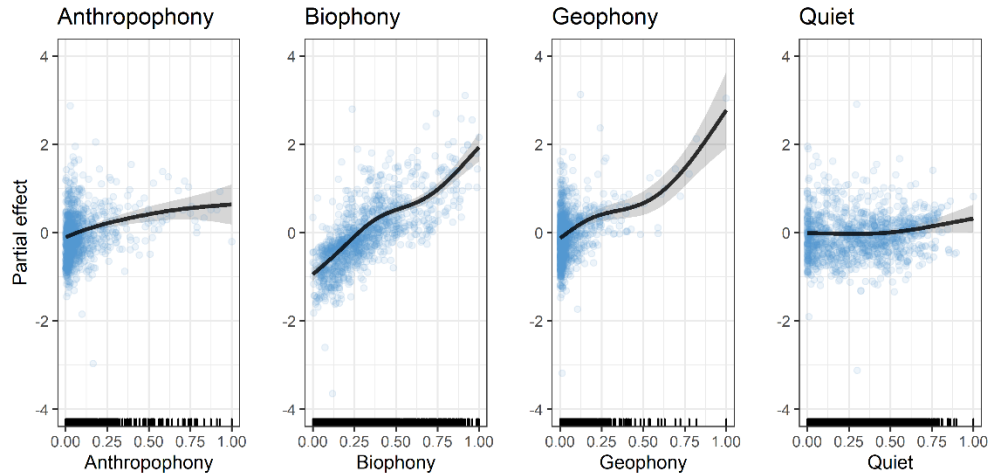 Anthropophony Biophony Geophony Quiet
Partial effect
4 4 4 4
2 2 2 2
0 0 0 0
-2 -2 -2 -2
-4 -4 -4 -4
0.00 0.25 0.50 0.75 1.00 0.00 0.25 0.50 0.75 1.00 0.00 0.25 0.50 0.75 1.00 0.00 0.25 0.50 0.75 1.00
Anthropophony Biophony Geophony Quiet